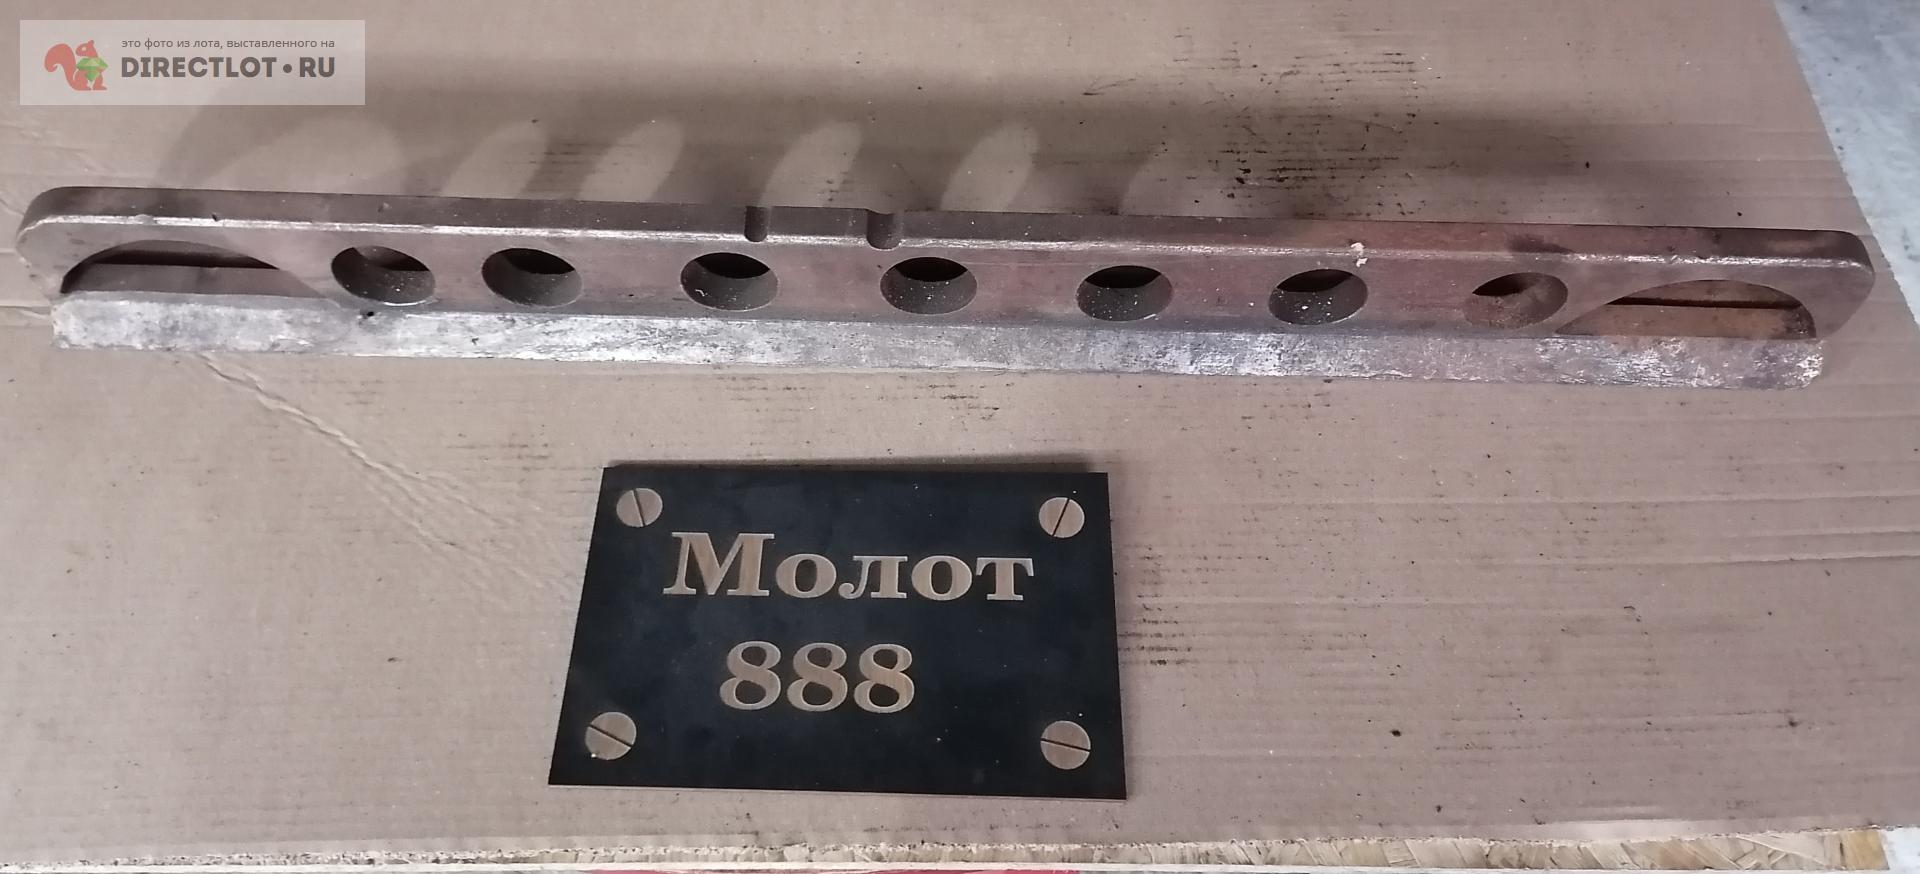 это фото из лота, выставленного на
DIRECTLOT•RU
Молот
888